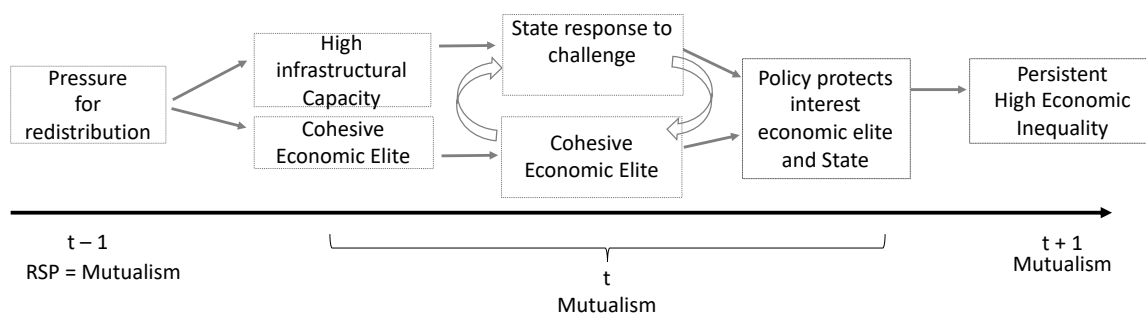 Pressure
for
redistribution
High
infrastructural
Capacity
Cohesive
Economic Elite
State response to
challenge
Cohesive
Economic Elite
Policy protects
interest
economic elite
and State
Persistent
High Economic
Inequality
t – 1
RSP = Mutualism
t
Mutualism
t + 1
Mutualism